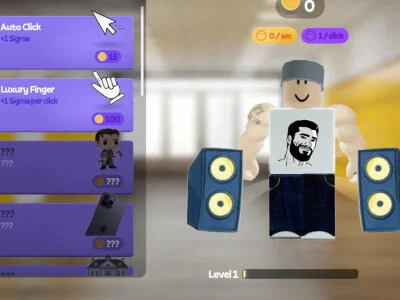 0
0 / sec
1 / click
Auto Click
+1 Sigma
15
Luxury Finger
+1 Sigma per click
100
???
???
???
???
???
???
Level 1